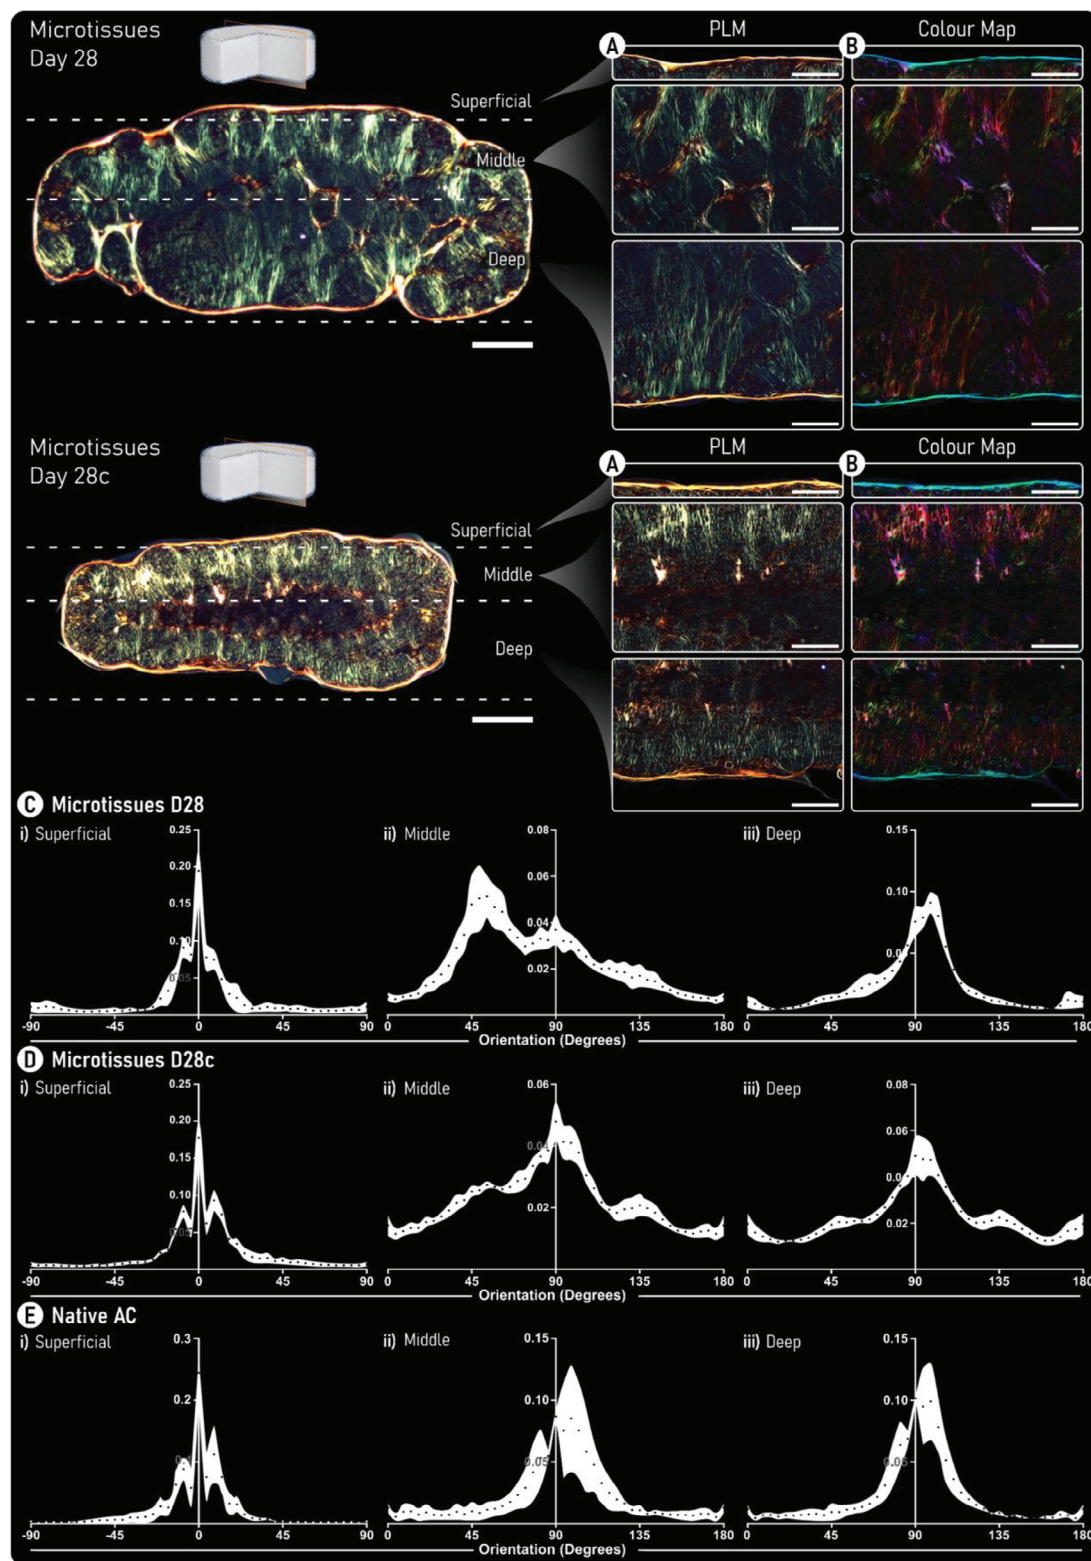 Microtissues
Day 28
PLM
Colour Map
A
B
Superficial
Middle
Deep
Microtissues
Day 28c
PLM
Colour Map
A
B
Superficial
Middle
Deep
C Microtissues D28
i) Superficial
ii) Middle
iii) Deep
0.25
0.20
0.15
0.10
0.05
-90 -45 0 45 90
0.08
0.06
0.04
0.02
0 45 90 135 180
0.15
0.10
0 45 90 135 180
Orientation (Degrees)
D Microtissues D28c
i) Superficial
ii) Middle
iii) Deep
0.25
0.20
0.15
0.10
0.05
-90 -45 0 45 90
0.06
0.04
0.02
0 45 90 135 180
0.08
0.06
0.02
0 45 90 135 180
Orientation (Degrees)
E Native AC
i) Superficial
ii) Middle
iii) Deep
0.3
0.2
-90 -45 0 45 90
0.15
0.10
0.05
0 45 90 135 180
0.15
0.10
0.05
0 45 90 135 180
Orientation (Degrees)